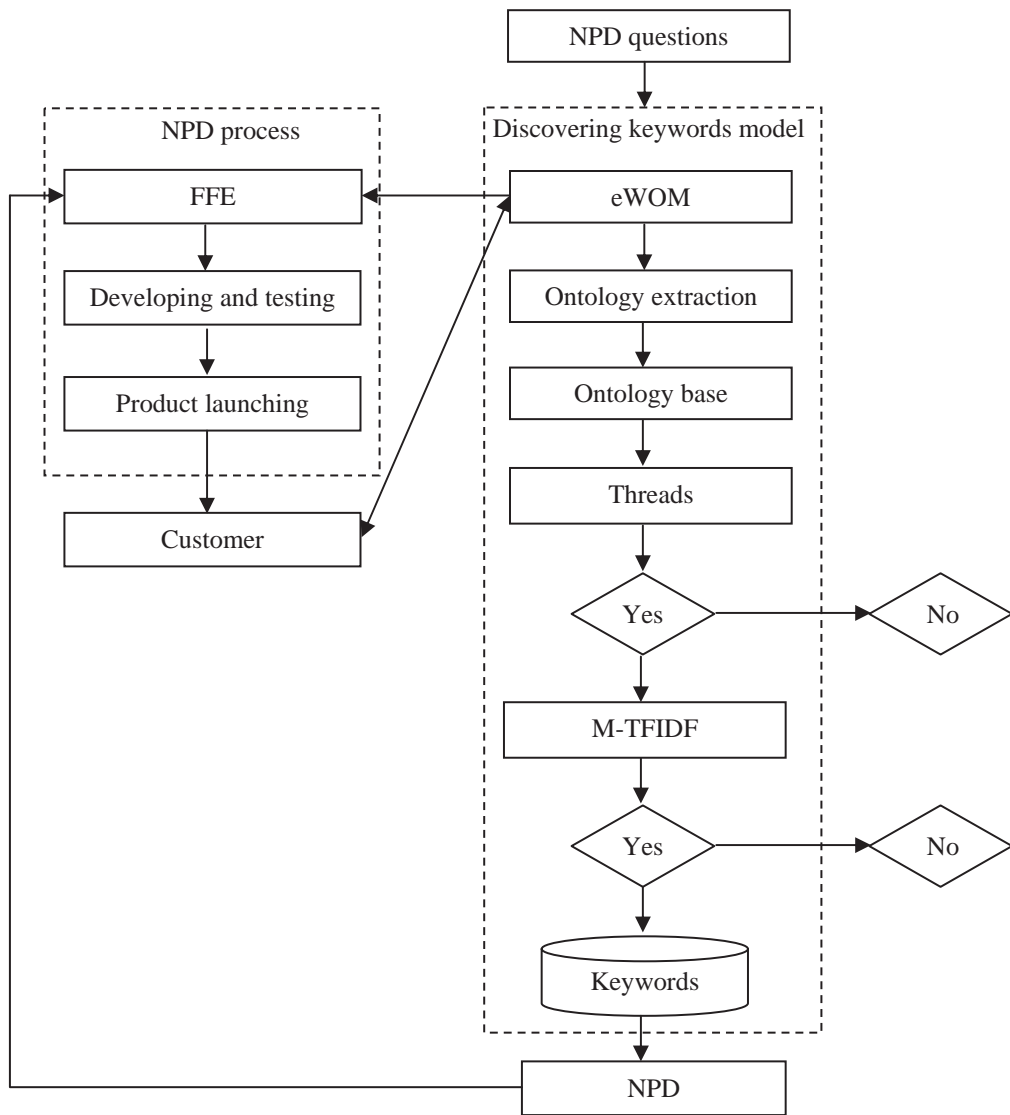 NPD questions
NPD process
FFE
Developing and testing
Product launching
Customer
Discovering keywords model
eWOM
Ontology extraction
Ontology base
Threads
Yes
No
M-TFIDF
Yes
No
Keywords
NPD